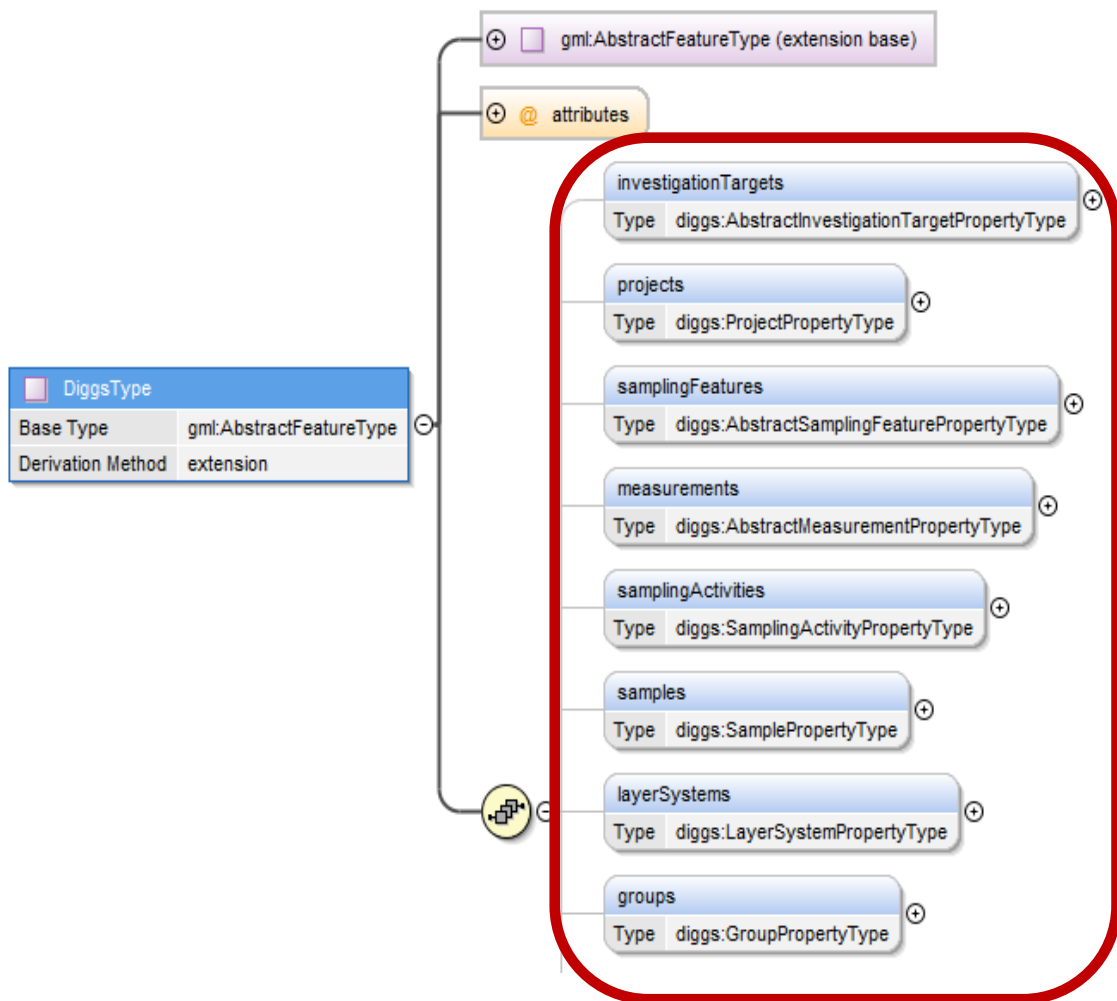 gml:AbstractFeatureType (extension base)
@ attributes
investigationTargets
Type diggs:AbstractInvestigationTargetPropertyType
projects
Type diggs:ProjectPropertyType
DiggsType
Base Type gml:AbstractFeatureType
Derivation Method extension
samplingFeatures
Type diggs:AbstractSamplingFeaturePropertyType
measurements
Type diggs:AbstractMeasurementPropertyType
samplingActivities
Type diggs:SamplingActivityPropertyType
samples
Type diggs:SamplePropertyType
layerSystems
Type diggs:LayerSystemPropertyType
groups
Type diggs:GroupPropertyType